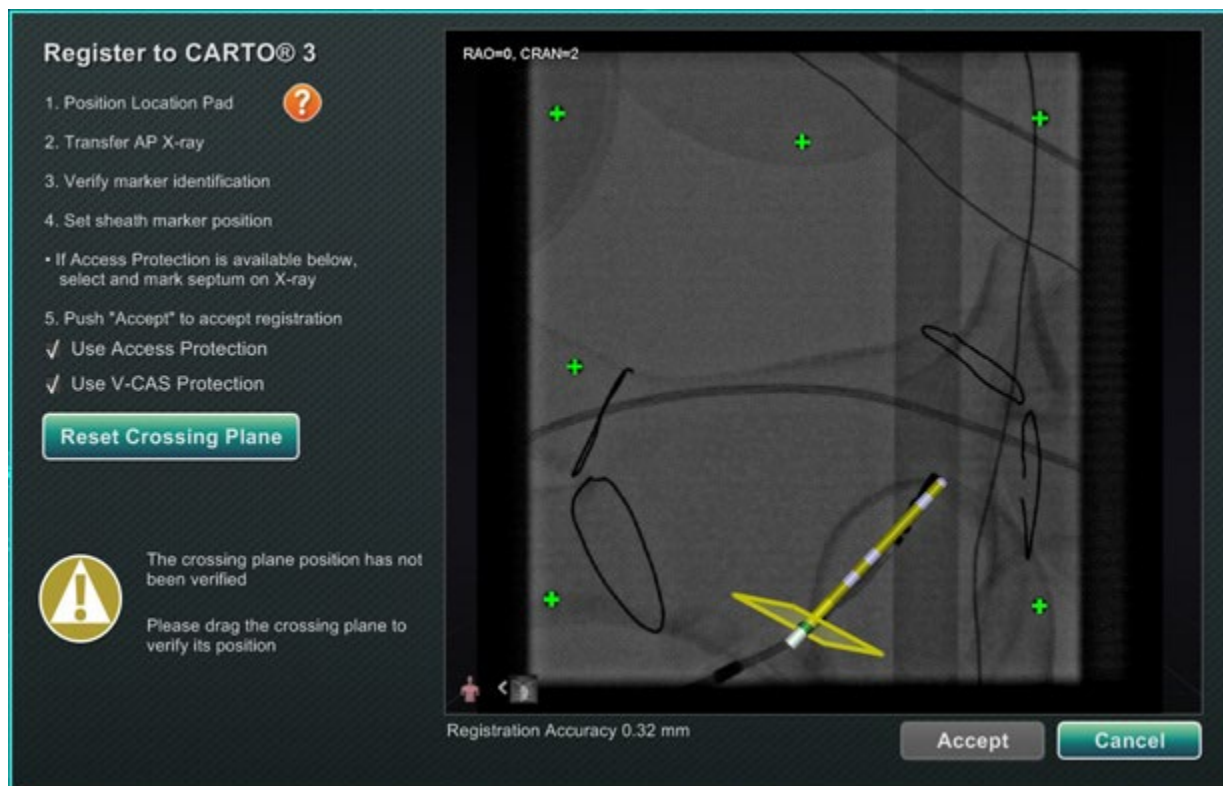 Register to CARTO® 3
1. Position Location Pad
?
2. Transfer AP X-ray
3. Verify marker identification
4. Set sheath marker position
• If Access Protection is available below,
select and mark septum on X-ray
5. Push "Accept" to accept registration
√ Use Access Protection
√ Use V-CAS Protection
Reset Crossing Plane
The crossing plane position has not
been verified
Please drag the crossing plane to
verify its position
RAO=0, CRAN=2
Registration Accuracy 0.32 mm
Accept
Cancel